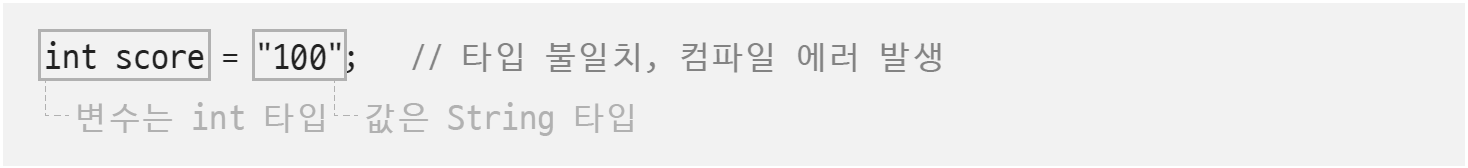 int score = "100";   // 타입 불일치, 컴파일 에러 발생
변수는 int 타입 값은 String 타입